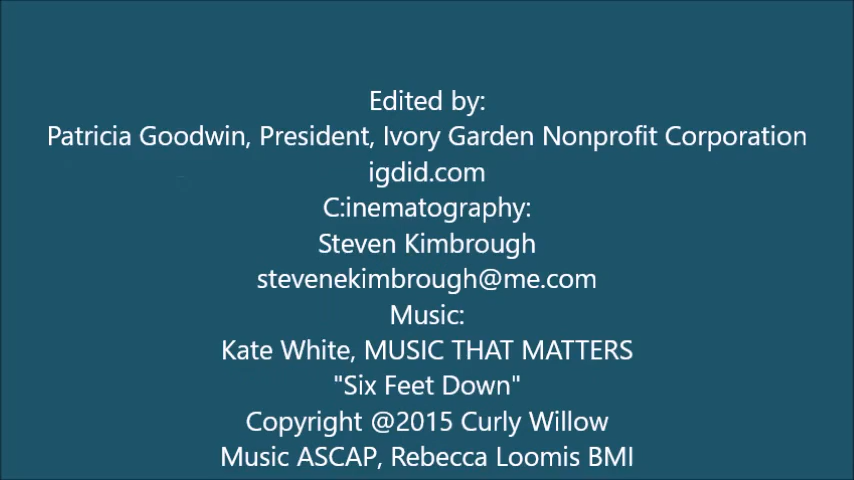 Edited by:
Patricia Goodwin, President, Ivory Garden Nonprofit Corporation
igdid.com
C:inematography:
Steven Kimbrough
stevenekimbrough@me.com
Music:
Kate White, MUSIC THAT MATTERS
"Six Feet Down"
Copyright @2015 Curly Willow
Music ASCAP, Rebecca Loomis BMI